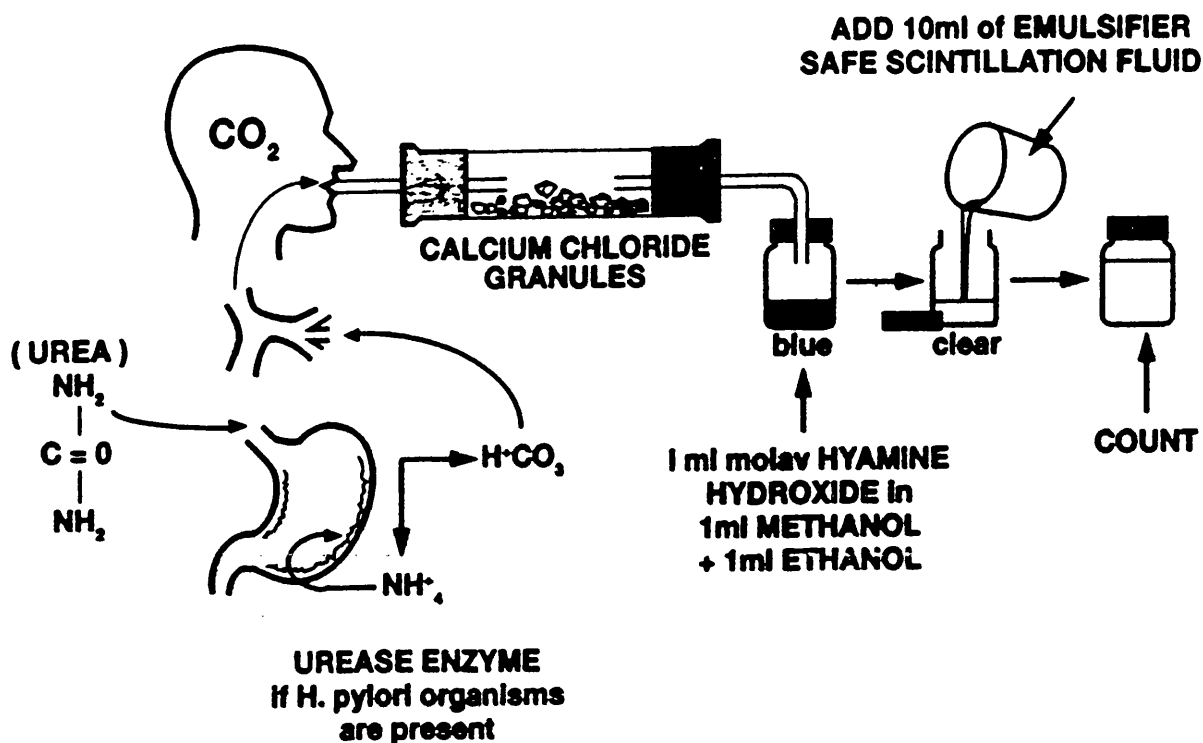 ADD 10ml of EMULSIFIER
SAFE SCINTILLATION FLUID
CO₂
CALCIUM CHLORIDE
GRANULES
blue
clear
(UREA)
NH₂
C = 0
NH₂
H⁺CO₃
NH⁺₄
I ml molav HYAMINE
HYDROXIDE in
1ml METHANOL
+ 1ml ETHANOL
COUNT
UREASE ENZYME
if H. pylori organisms
are present